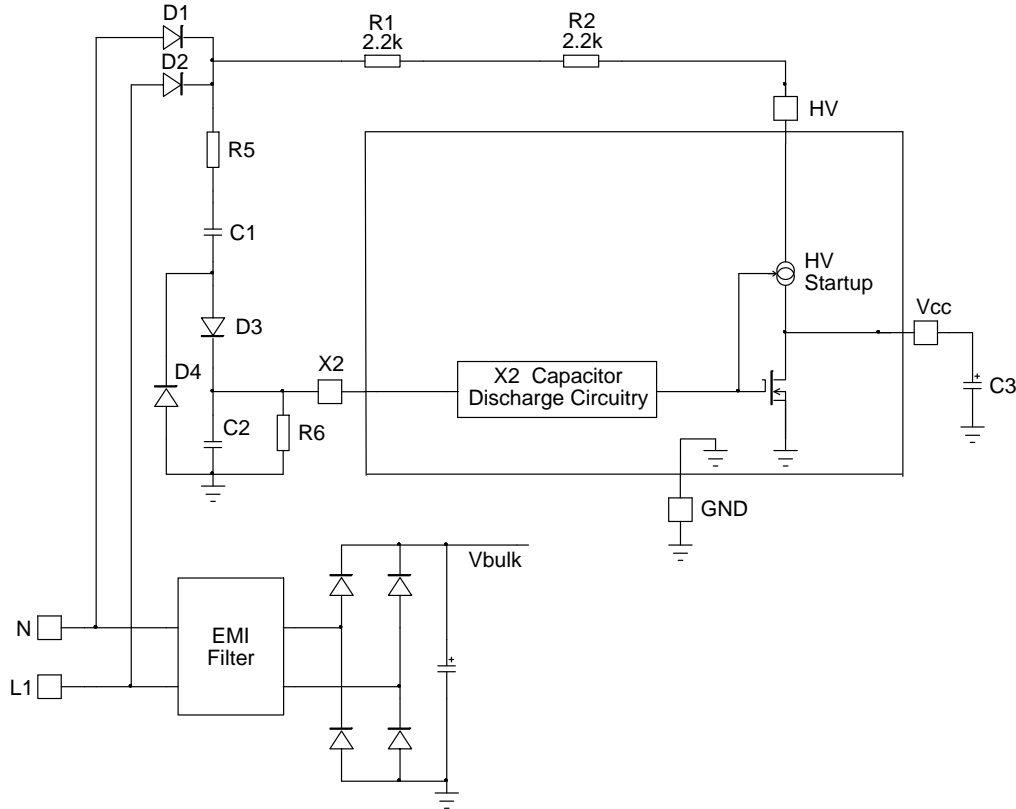 D1
R1
2.2k
R2
2.2k
D2
HV
R5
C1
HV
Startup
Vcc
D3
X2
D4
X2 Capacitor
Discharge Circuitry
C3
C2
R6
GND
Vbulk
N
EMI
Filter
L1